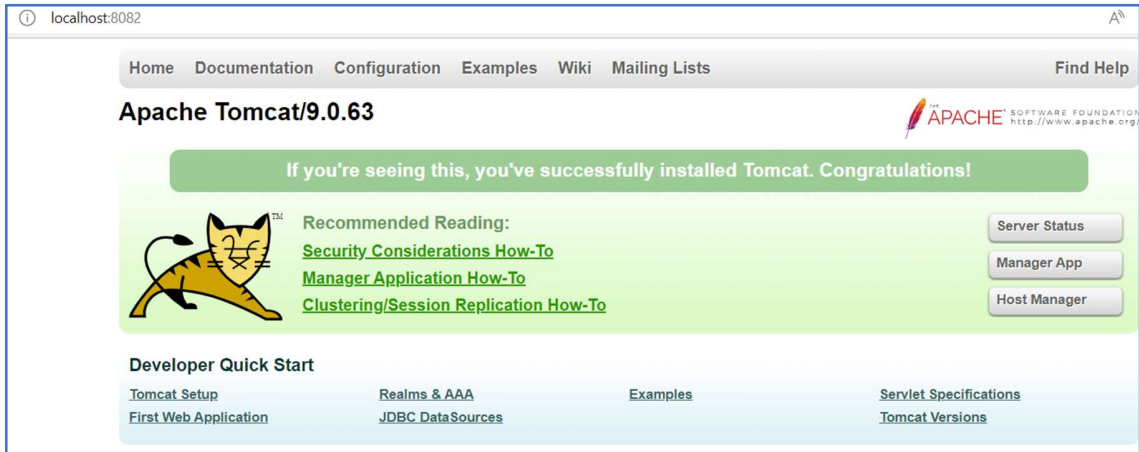 localhost:8082
Home Documentation Configuration Examples Wiki Mailing Lists Find Help
Apache Tomcat/9.0.63
THE APACHE SOFTWARE FOUNDATION
http://www.apache.org/
If you're seeing this, you've successfully installed Tomcat. Congratulations!
TM
Recommended Reading:
Security Considerations How-To
Manager Application How-To
Clustering/Session Replication How-To
Server Status
Manager App
Host Manager
Developer Quick Start
Tomcat Setup Realms & AAA Examples Servlet Specifications
First Web Application JDBC DataSources Tomcat Versions